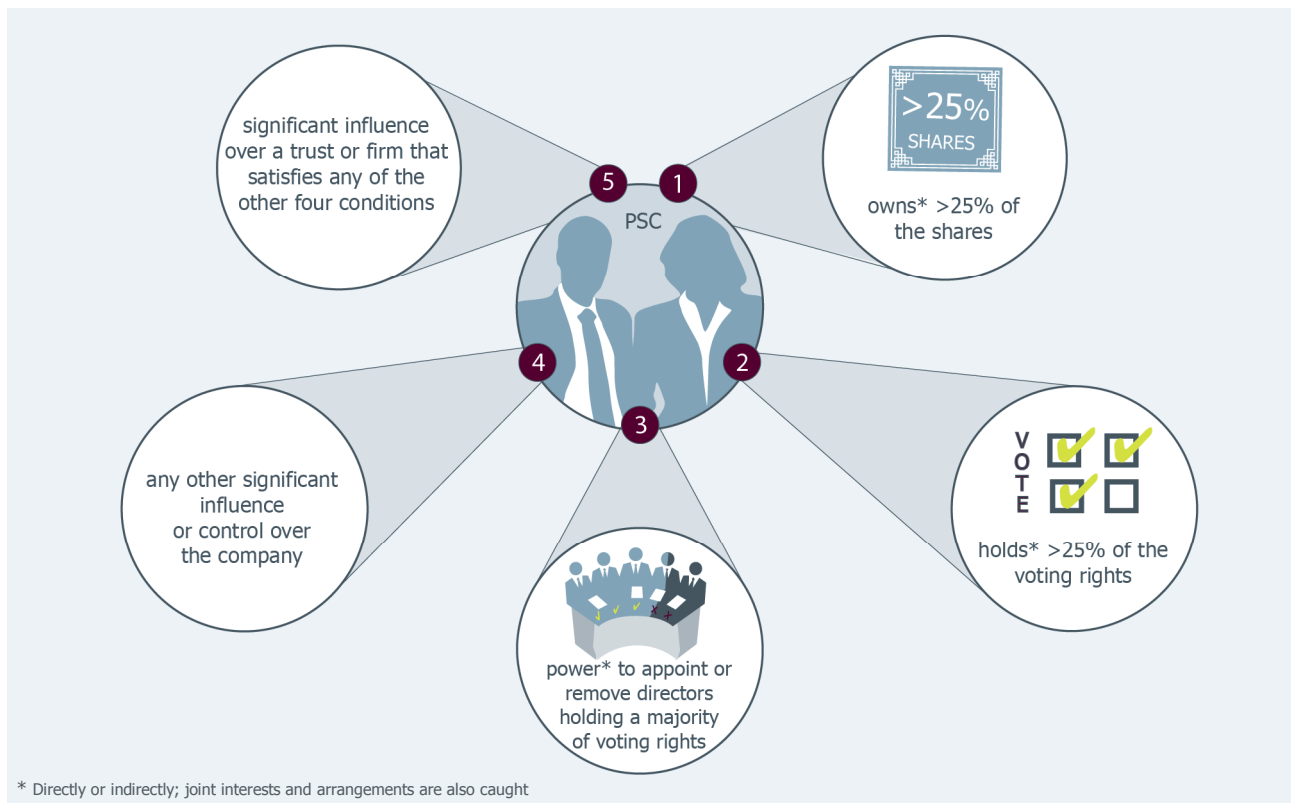 PSC
1
>25%
SHARES
owns* >25% of
the shares
2
VOTE
holds* >25% of the
voting rights
3
power* to appoint or
remove directors
holding a majority
of voting rights
4
any other significant
influence
or control over
the company
5
significant influence
over a trust or firm that
satisfies any of the
other four conditions
* Directly or indirectly; joint interests and arrangements are also caught